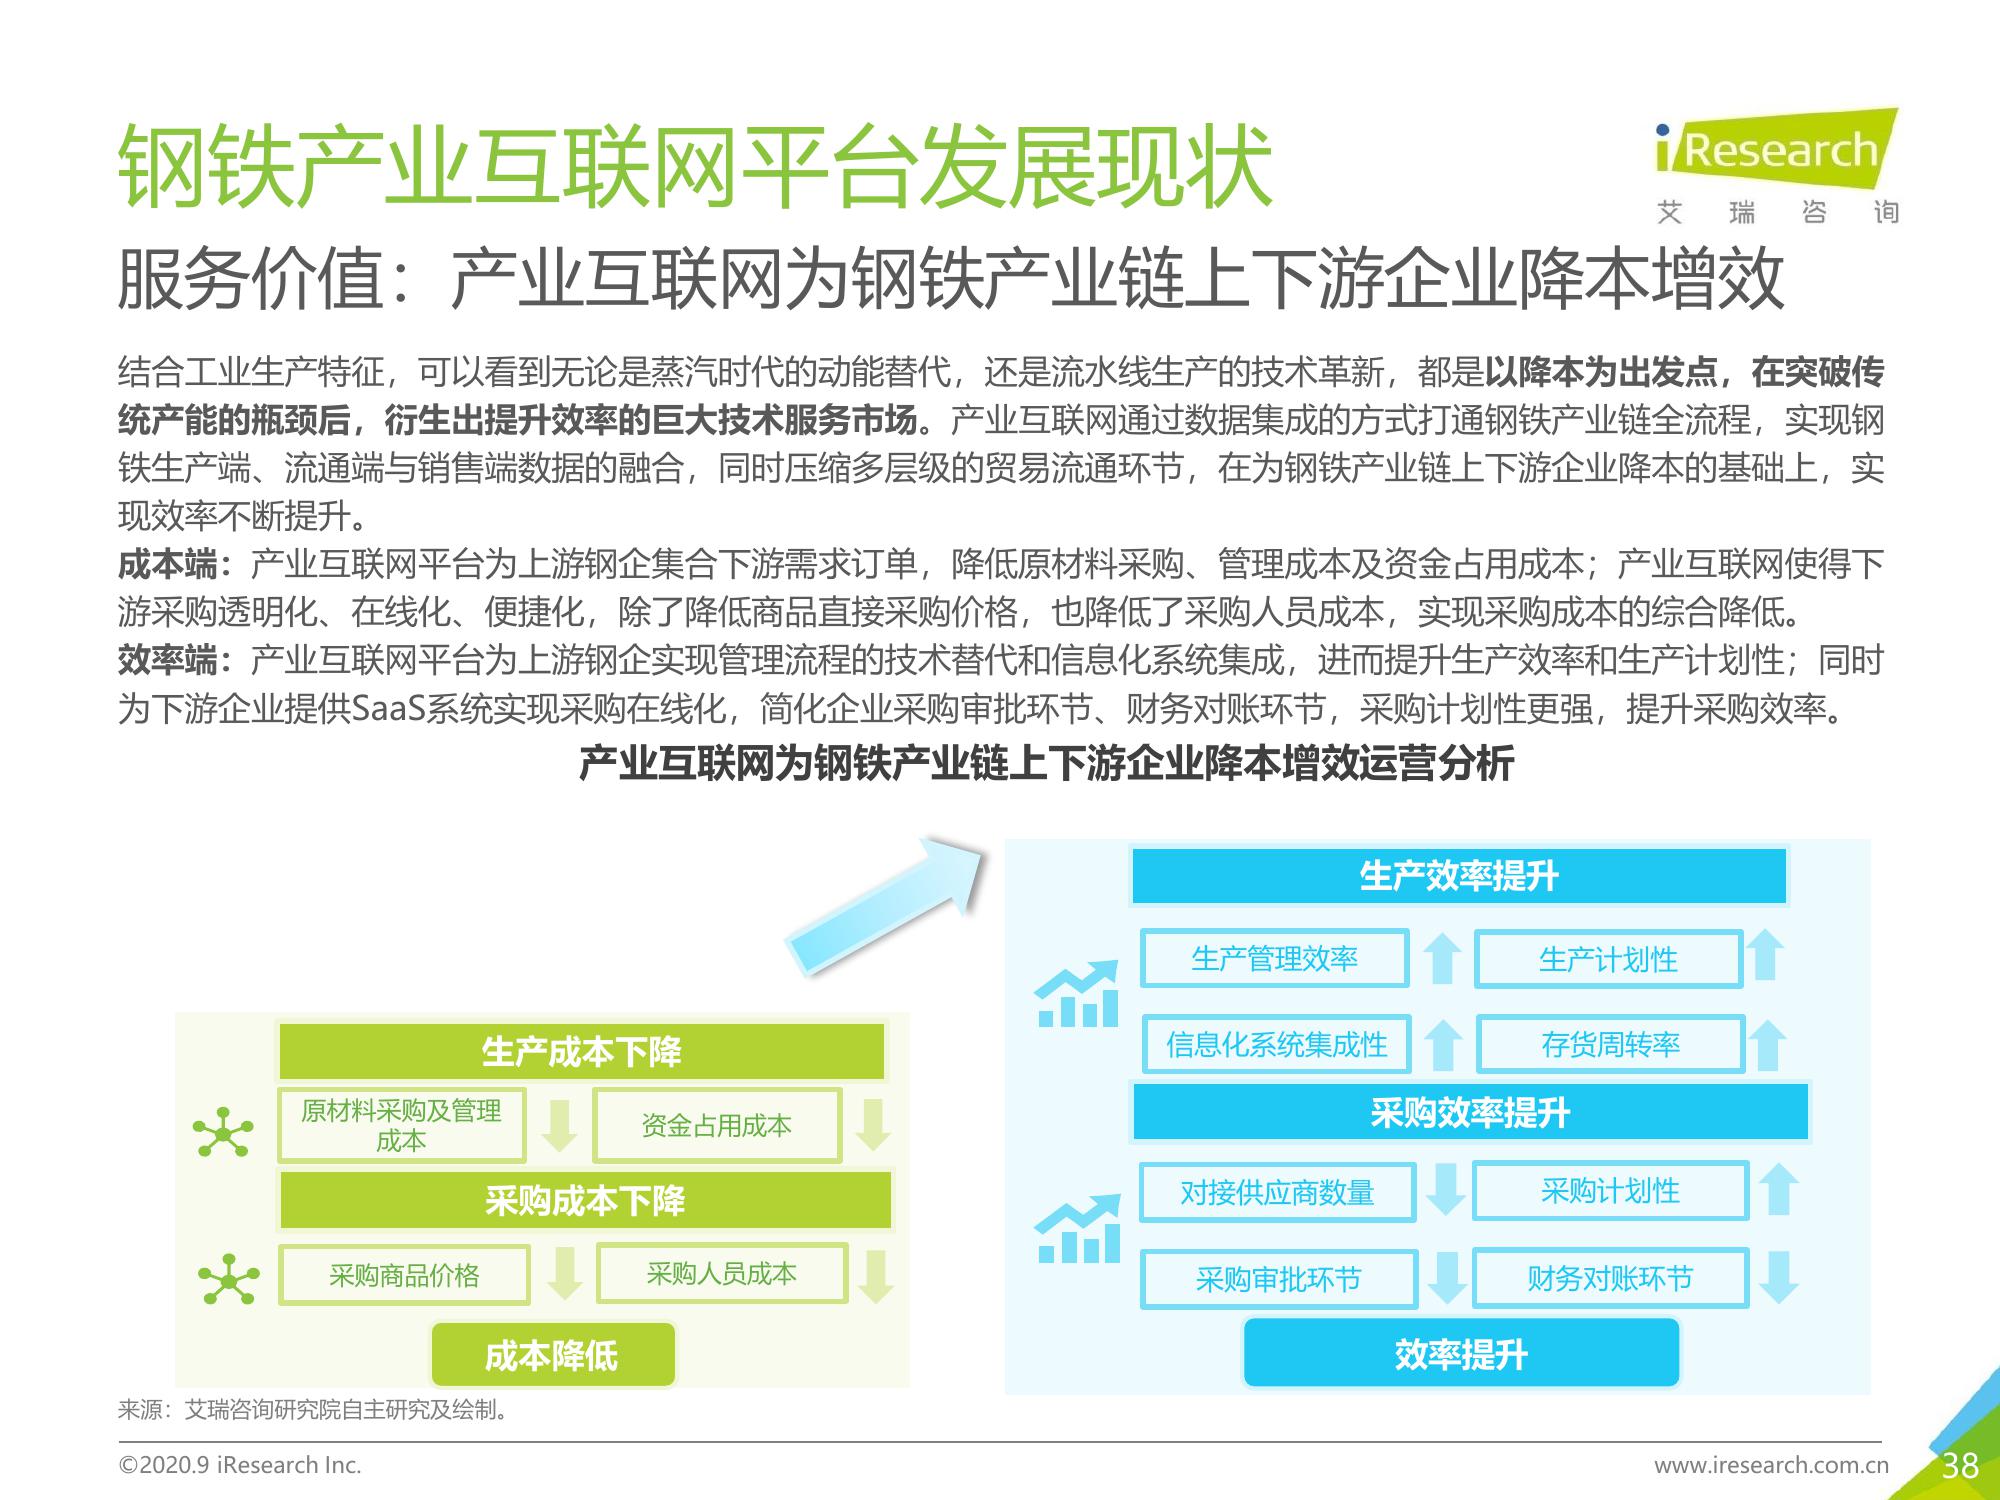 钢铁产业互联网平台发展现状
iResearch
艾瑞咨询
服务价值：产业互联网为钢铁产业链上下游企业降本增效
结合工业生产特征，可以看到无论是蒸汽时代的动能替代，还是流水线生产的技术革新，都是以降本为出发点，在突破传
统产能的瓶颈后，衍生出提升效率的巨大技术服务市场。产业互联网通过数据集成的方式打通钢铁产业链全流程，实现钢
铁生产端、流通端与销售端数据的融合，同时压缩多层级的贸易流通环节，在为钢铁产业链上下游企业降本的基础上，实
现效率不断提升。
成本端：产业互联网平台为上游钢企集合下游需求订单，降低原材料采购、管理成本及资金占用成本；产业互联网使得下
游采购透明化、在线化、便捷化，除了降低商品直接采购价格，也降低了采购人员成本，实现采购成本的综合降低。
效率端：产业互联网平台为上游钢企实现管理流程的技术替代和信息化系统集成，进而提升生产效率和生产计划性；同时
为下游企业提供SaaS系统实现采购在线化，简化企业采购审批环节、财务对账环节，采购计划性更强，提升采购效率。
产业互联网为钢铁产业链上下游企业降本增效运营分析
生产成本下降
原材料采购及管理
成本
资金占用成本
采购成本下降
采购商品价格
采购人员成本
成本降低
生产效率提升
生产管理效率
生产计划性
信息化系统集成性
存货周转率
采购效率提升
对接供应商数量
采购计划性
采购审批环节
财务对账环节
效率提升
来源：艾瑞咨询研究院自主研究及绘制。
©2020.9 iResearch Inc.
www.iresearch.com.cn
38